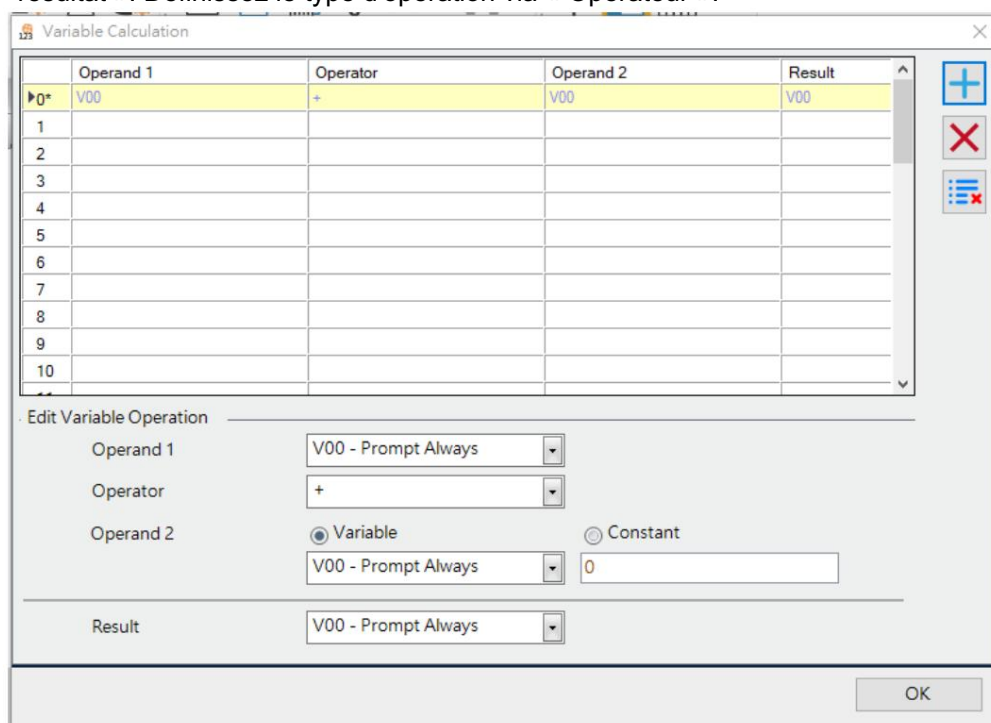 Variable Calculation
Operand 1 Operator Operand 2 Result
0* V00 + V00 V00
1
2
3
4
5
6
7
8
9
10
Edit Variable Operation
Operand 1 V00 - Prompt Always
Operator +
Operand 2 Variable Constant
V00 - Prompt Always 0
Result V00 - Prompt Always
OK